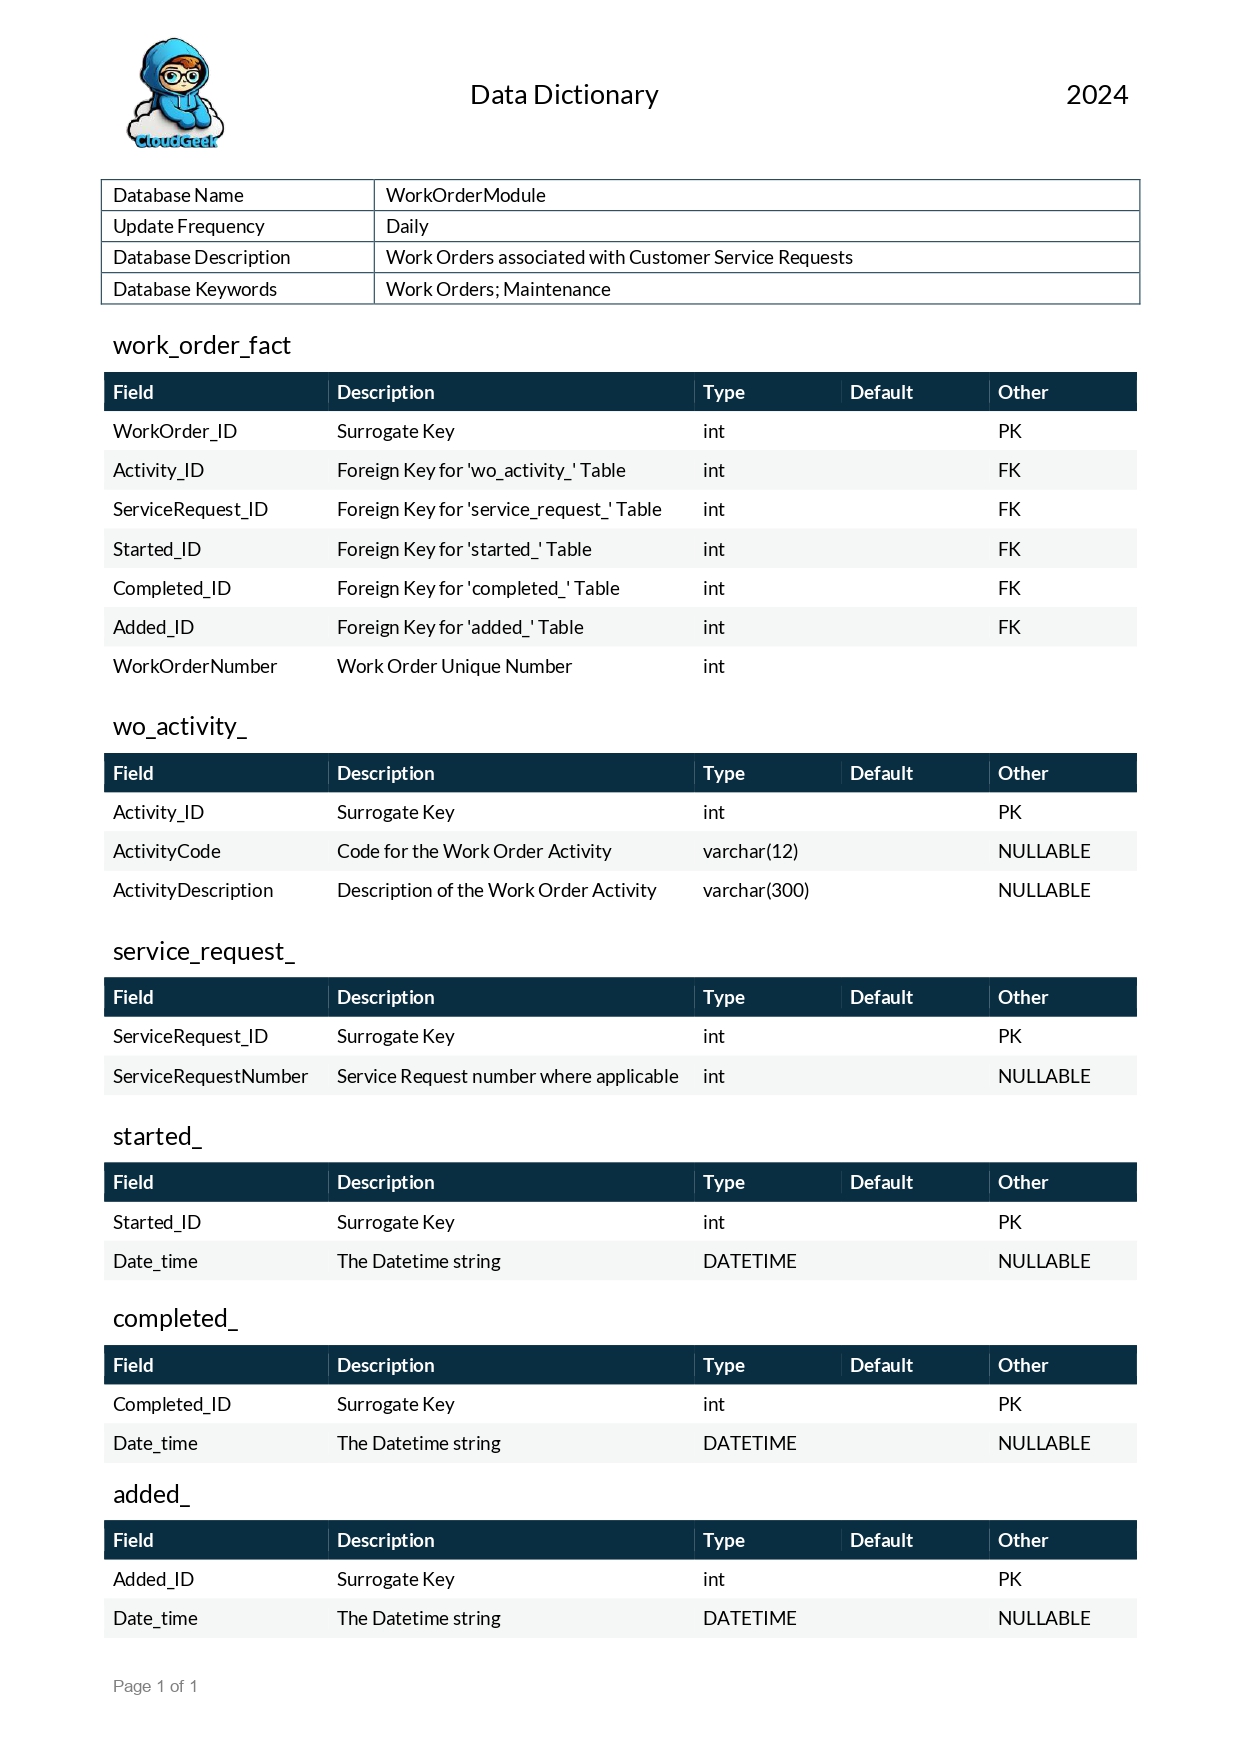 CloudGeek
Data Dictionary 2024
Database Name WorkOrderModule
Update Frequency Daily
Database Description Work Orders associated with Customer Service Requests
Database Keywords Work Orders; Maintenance
work_order_fact
Field Description Type Default Other
WorkOrder_ID Surrogate Key int PK
Activity_ID Foreign Key for 'wo_activity_' Table int FK
ServiceRequest_ID Foreign Key for 'service_request_' Table int FK
Started_ID Foreign Key for 'started_' Table int FK
Completed_ID Foreign Key for 'completed_' Table int FK
Added_ID Foreign Key for 'added_' Table int FK
WorkOrderNumber Work Order Unique Number int
wo_activity_
Field Description Type Default Other
Activity_ID Surrogate Key int PK
ActivityCode Code for the Work Order Activity varchar(12) NULLABLE
ActivityDescription Description of the Work Order Activity varchar(300) NULLABLE
service_request_
Field Description Type Default Other
ServiceRequest_ID Surrogate Key int PK
ServiceRequestNumber Service Request number where applicable int NULLABLE
started_
Field Description Type Default Other
Started_ID Surrogate Key int PK
Date_time The Datetime string DATETIME NULLABLE
completed_
Field Description Type Default Other
Completed_ID Surrogate Key int PK
Date_time The Datetime string DATETIME NULLABLE
added_
Field Description Type Default Other
Added_ID Surrogate Key int PK
Date_time The Datetime string DATETIME NULLABLE
Page 1 of 1